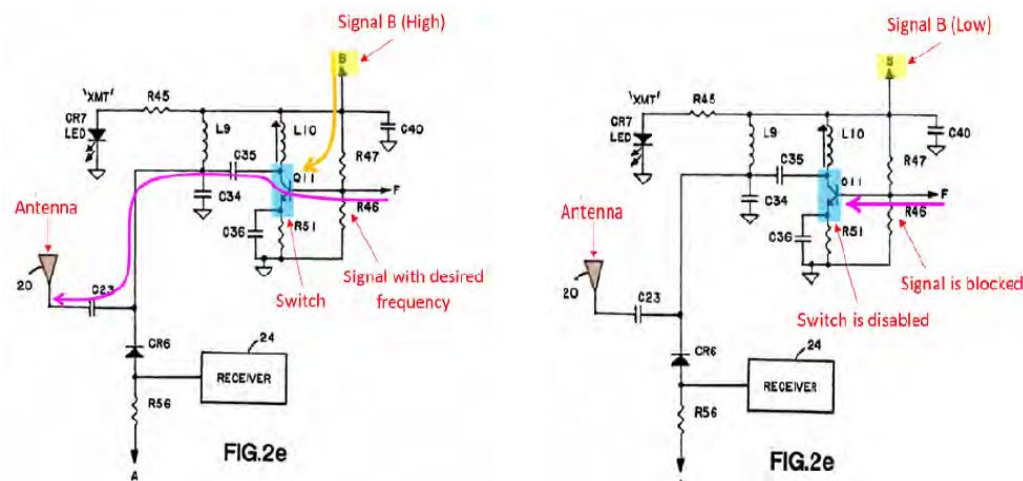 Signal B (High)
B
'XMT'
R45
CR7
LED
L9
L10
C40
C35
R47
Q11
F
C34
R46
Antenna
C36
R51
20
C23
Signal with desired
frequency
Switch
CR6
24
RECEIVER
R56
FIG.2e
A
Signal B (Low)
B
'XMT'
R45
CR7
LED
L9
L10
C40
C35
R47
Q11
F
C34
R46
Antenna
C36
R51
20
C23
Signal is blocked
Switch is disabled
CR6
24
RECEIVER
R56
FIG.2e